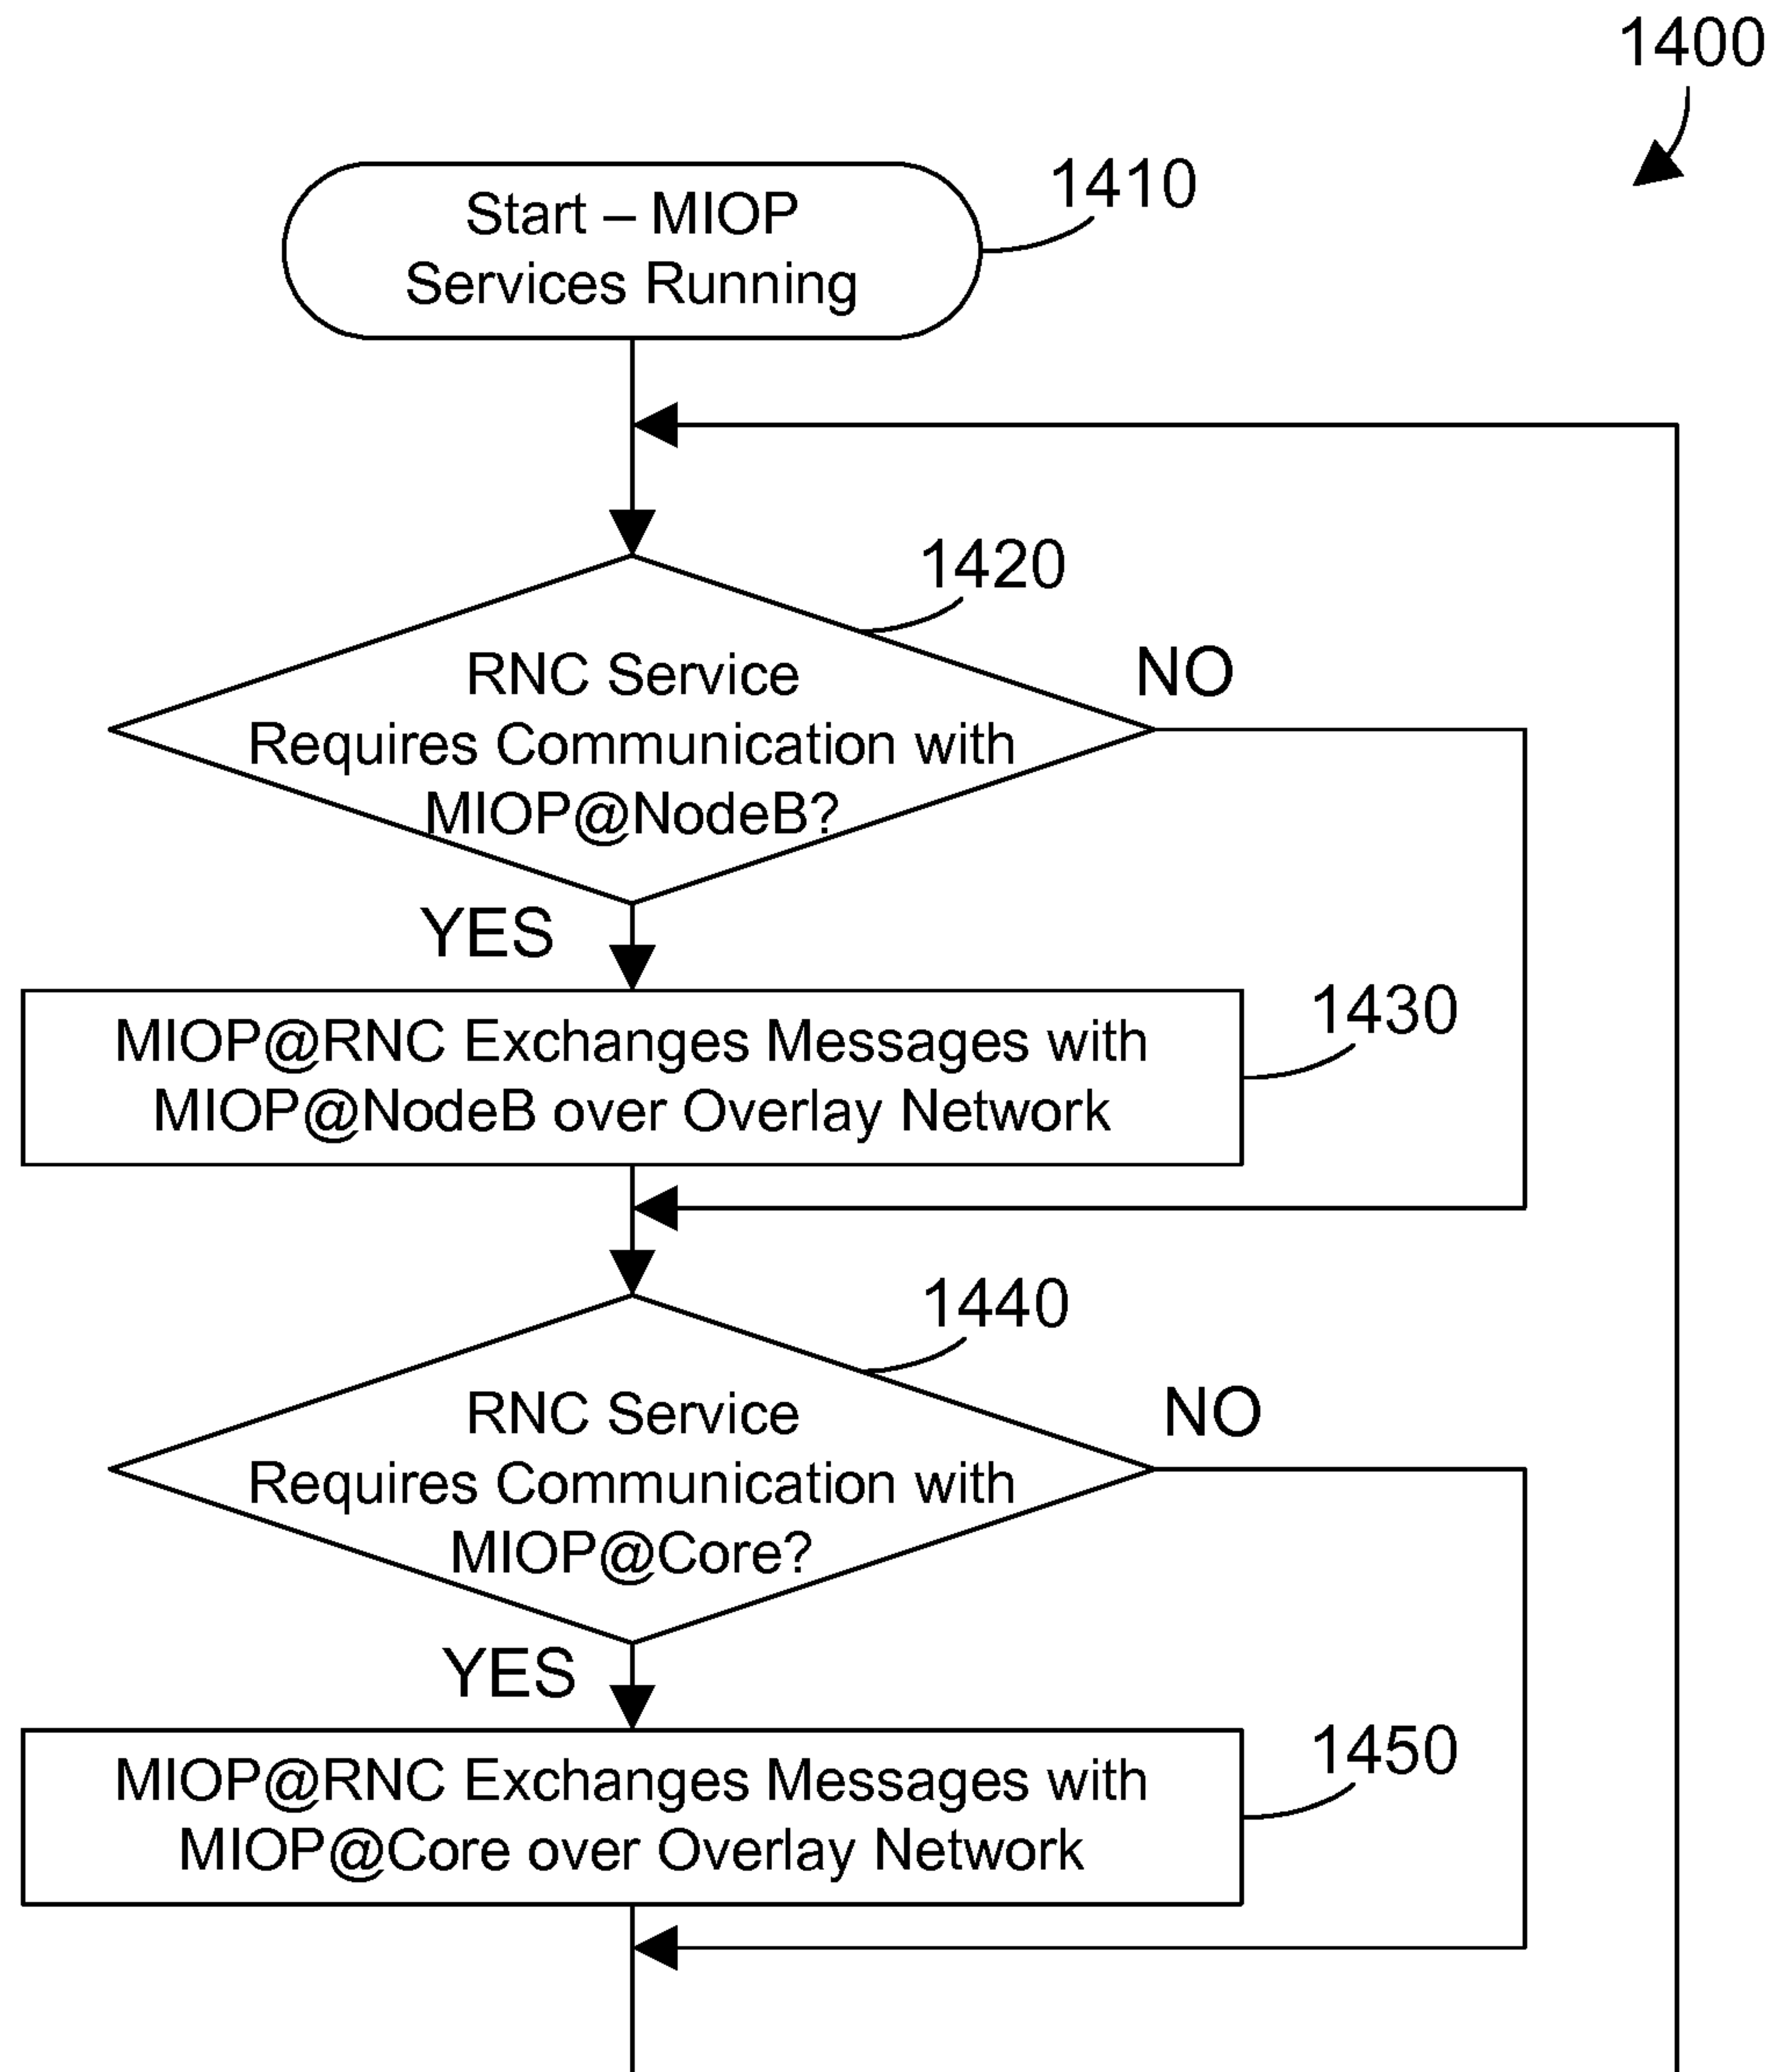 1400
Start – MIOP
Services Running
1410
1420
RNC Service
Requires Communication with
MIOP@NodeB?
NO
YES
1430
MIOP@RNC Exchanges Messages with
MIOP@NodeB over Overlay Network
1440
RNC Service
Requires Communication with
MIOP@Core?
NO
YES
1450
MIOP@RNC Exchanges Messages with
MIOP@Core over Overlay Network